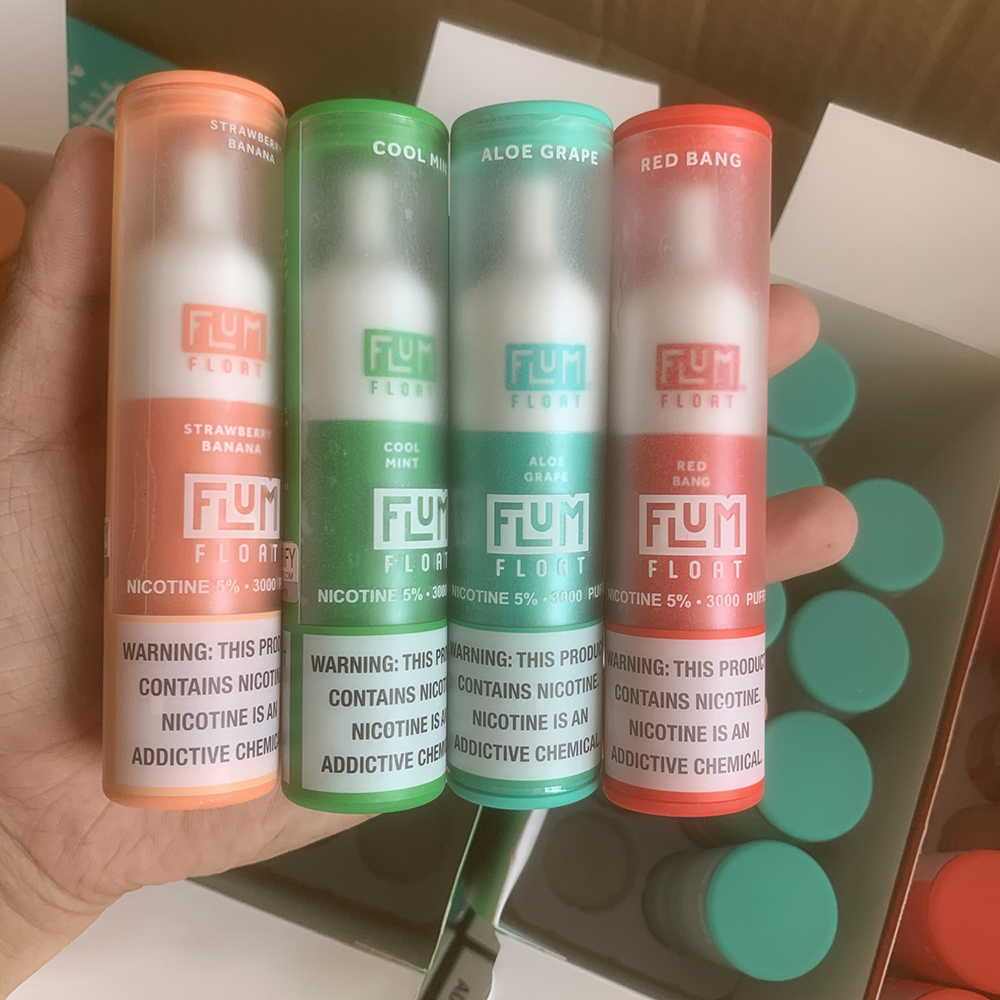 STRAWBERRY
BANANA
FLUM
FLOAT
STRAWBERRY
BANANA
FLUM
FLOAT
NICOTINE 5% • 3000
WARNING: THIS PROD
CONTAINS NICOTIN
NICOTINE IS AN
ADDICTIVE CHEMIC
COOL MIN
FLUM
FLOAT
COOL
MINT
FLUM
FLOAT
NICOTINE 5% • 3000
WARNING: THIS PR
CONTAINS NICOT
NICOTINE IS A
ADDICTIVE CHEM
ALOE GRAPE
FLUM
FLOAT
ALOE
GRAPE
FLUM
FLOAT
NICOTINE 5% • 3000 PUF
WARNING: THIS PRODUC
CONTAINS NICOTINE.
NICOTINE IS AN
ADDICTIVE CHEMICAL.
RED BANG
FLUM
FLOAT
RED
BANG
FLUM
FLOAT
NICOTINE 5% • 3000 PUFF
WARNING: THIS PRODUCT
CONTAINS NICOTINE.
NICOTINE IS AN
ADDICTIVE CHEMICAL.